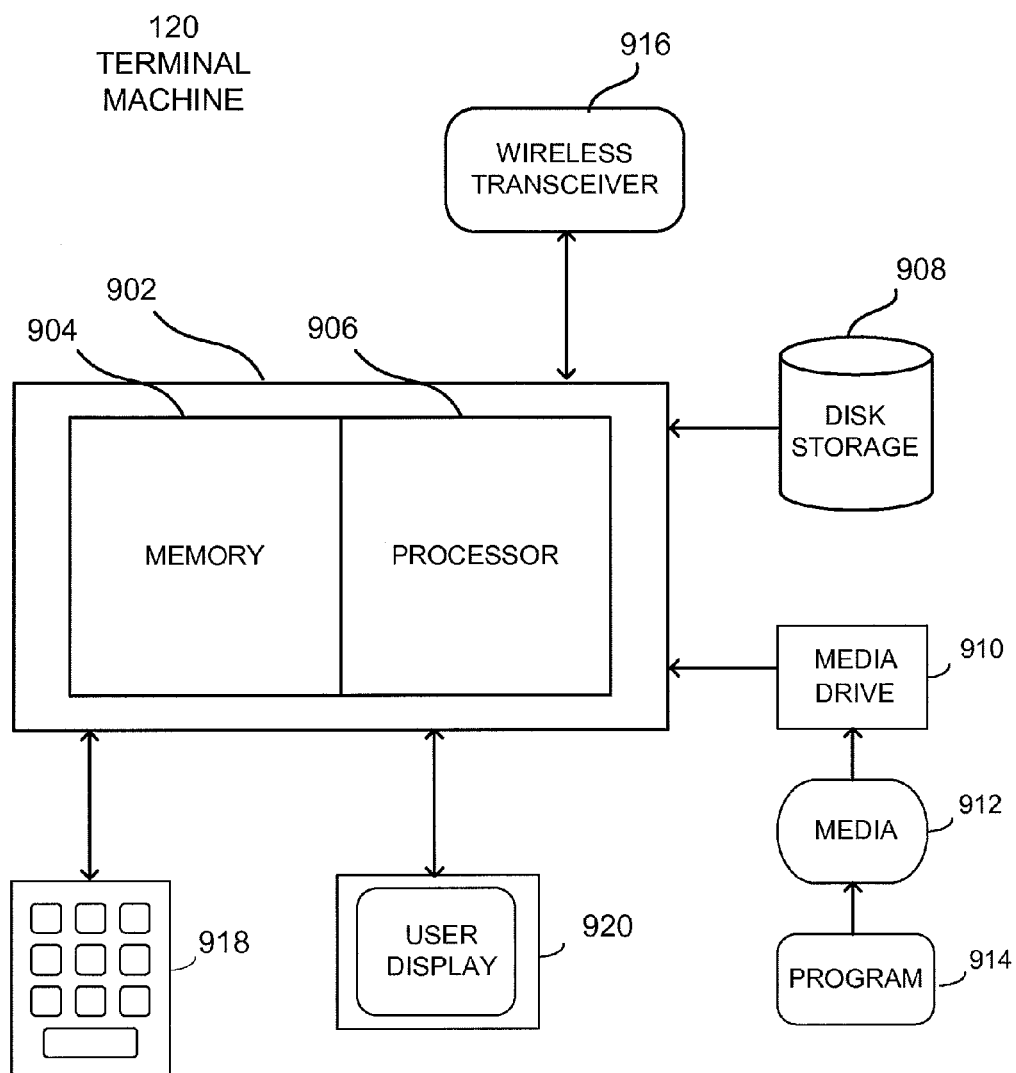 120
TERMINAL
MACHINE
916
WIRELESS
TRANSCEIVER
908
902
904
906
DISK
STORAGE
MEMORY
PROCESSOR
910
MEDIA
DRIVE
912
MEDIA
918
USER
DISPLAY
920
914
PROGRAM